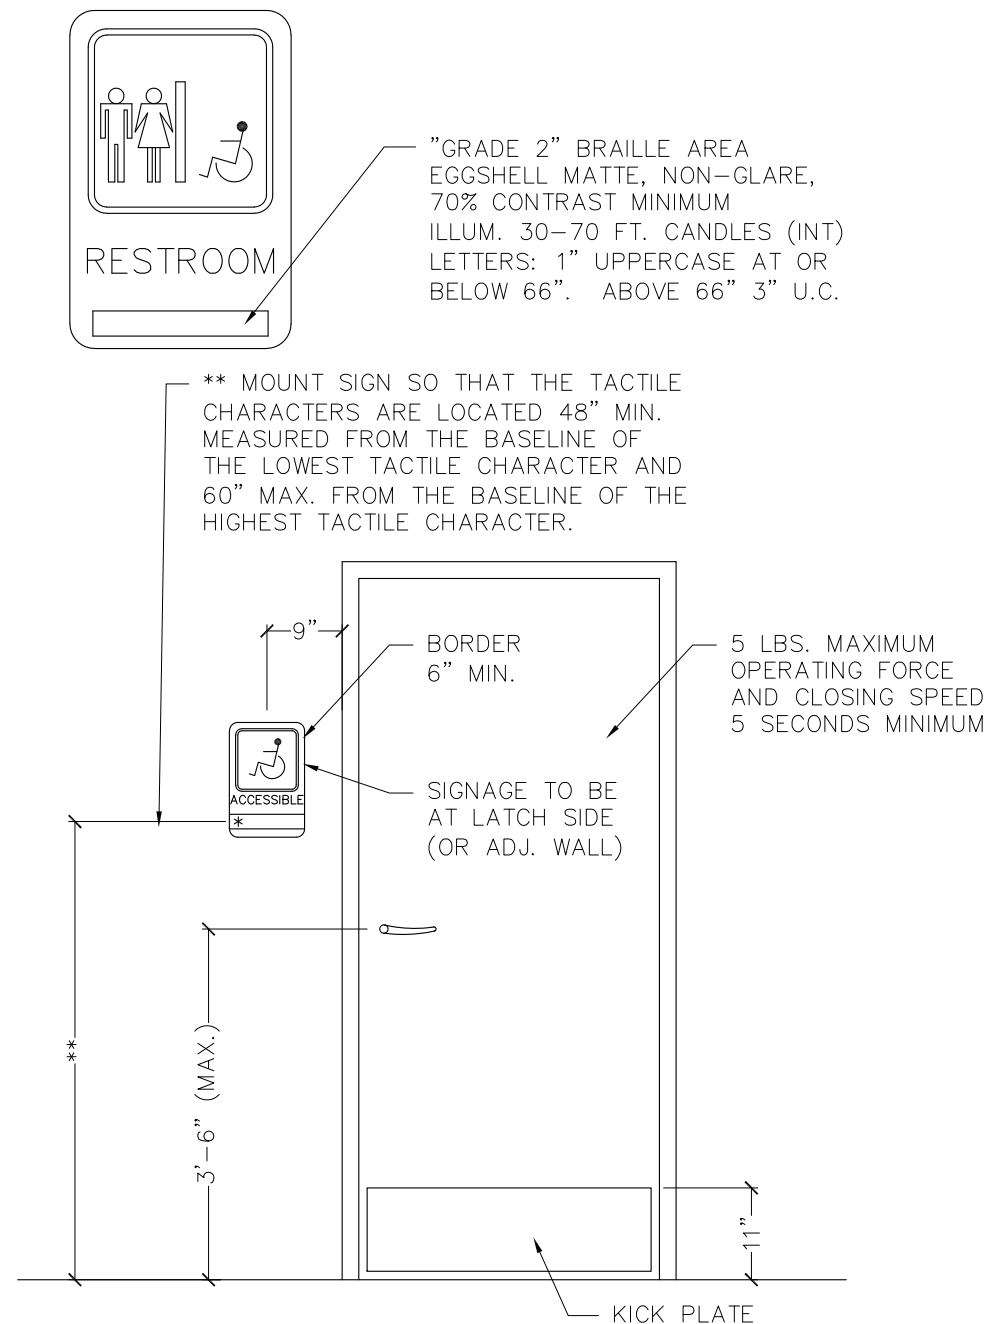 RESTROOM
"GRADE 2" BRAILLE AREA
EGGSHELL MATTE, NON-GLARE,
70% CONTRAST MINIMUM
ILLUM. 30-70 FT. CANDLES (INT)
LETTERS: 1" UPPERCASE AT OR
BELOW 66". ABOVE 66" 3" U.C.
** MOUNT SIGN SO THAT THE TACTILE
CHARACTERS ARE LOCATED 48" MIN.
MEASURED FROM THE BASELINE OF
THE LOWEST TACTILE CHARACTER AND
60" MAX. FROM THE BASELINE OF THE
HIGHEST TACTILE CHARACTER.
9"
BORDER
6" MIN.
5 LBS. MAXIMUM
OPERATING FORCE
AND CLOSING SPEED
5 SECONDS MINIMUM
ACCESSIBLE
*
SIGNAGE TO BE
AT LATCH SIDE
(OR ADJ. WALL)
**
3'-6" (MAX.)
11"
KICK PLATE